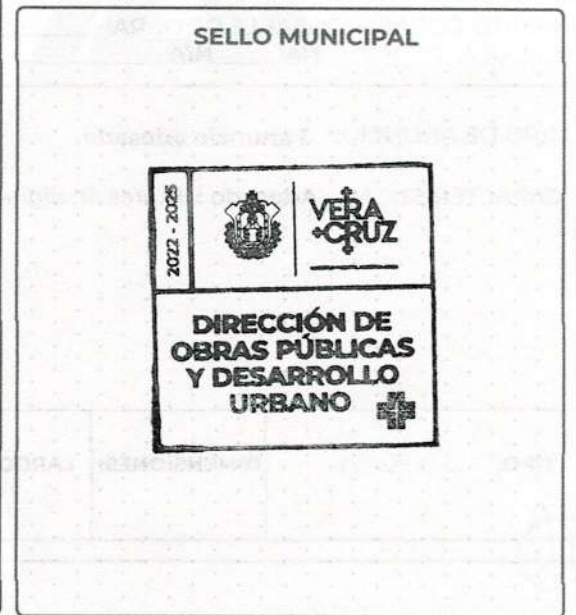 SELLO MUNICIPAL
2022 - 2025
VERA
CRUZ
DIRECCIÓN DE
OBRAS PÚBLICAS
Y DESARROLLO
URBANO